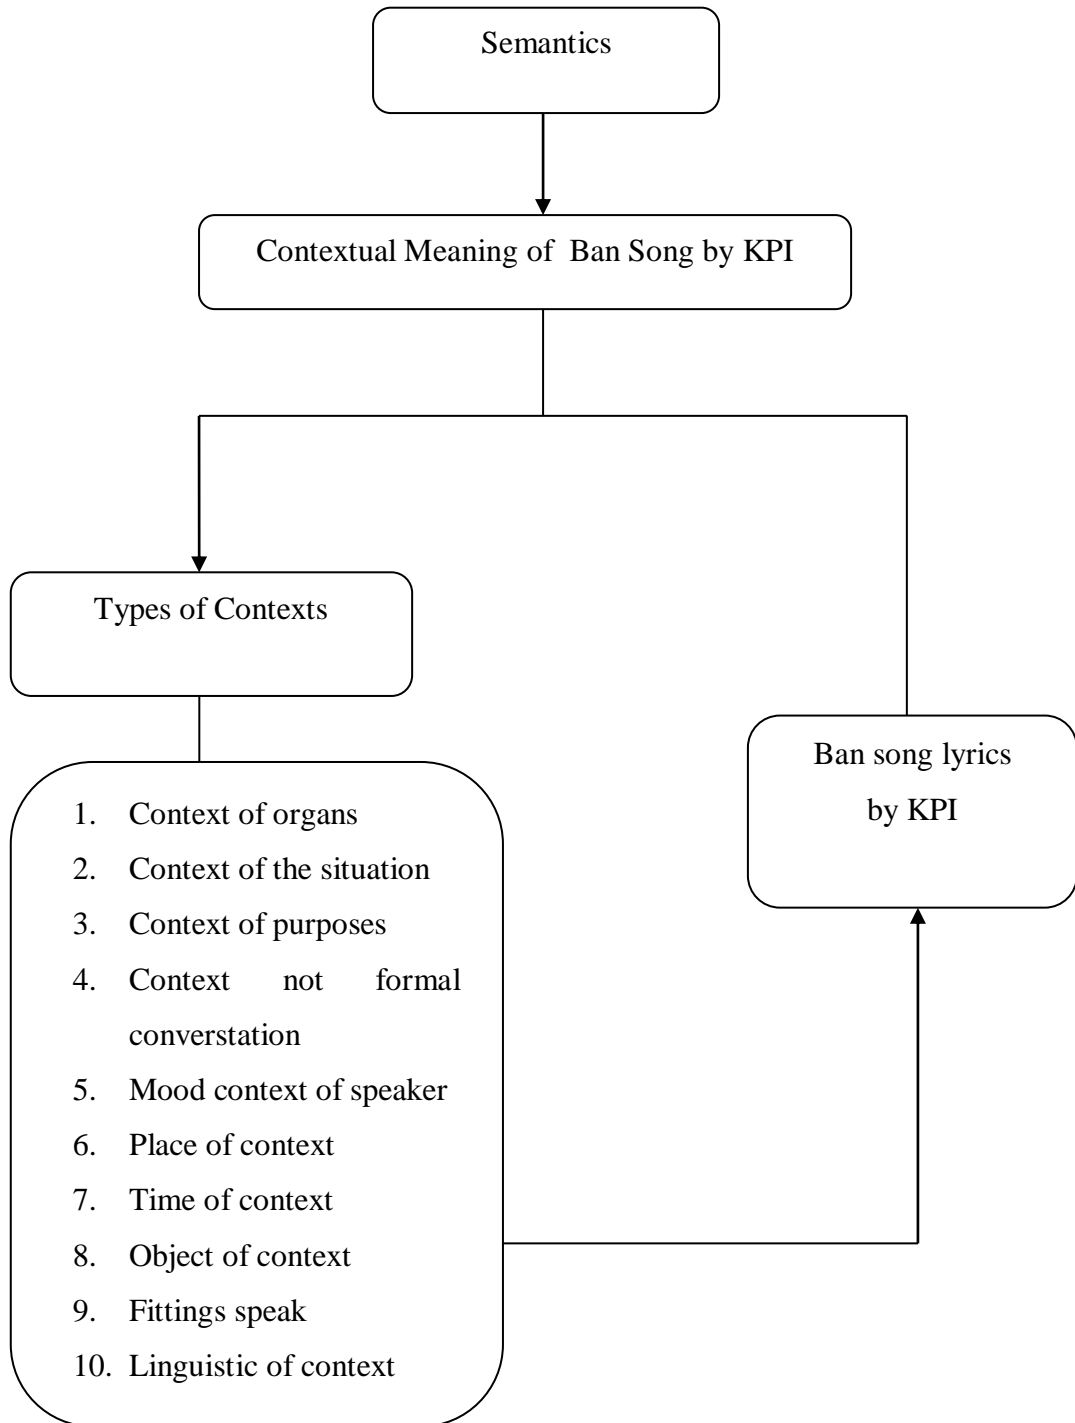 Semantics
Contextual Meaning of Ban Song by KPI
Types of Contexts
Ban song lyrics
by KPI
1. Context of organs
2. Context of the situation
3. Context of purposes
4. Context not formal
converstation
5. Mood context of speaker
6. Place of context
7. Time of context
8. Object of context
9. Fittings speak
10. Linguistic of context